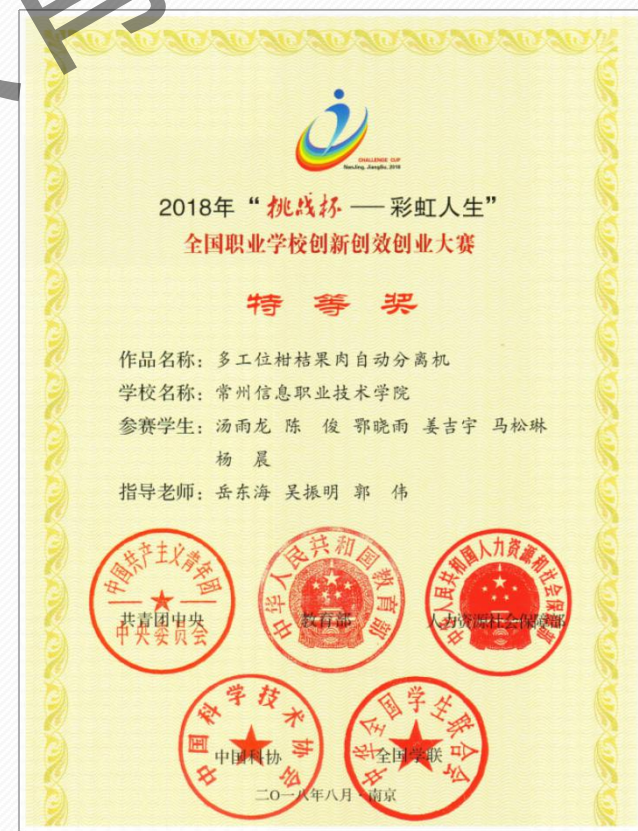 CHALLENGE CUP
NanJing, JiangSu, 2018
2018年“挑战杯——彩虹人生”
全国职业学校创新创效创业大赛
特等奖
作品名称：多工位柑桔果肉自动分离机
学校名称：常州信息职业技术学院
参赛学生：汤雨龙 陈 俊 鄂晓雨 姜吉宇 马松琳
杨 晨
指导老师：岳东海 吴振明 郭 伟
中国共产主义青年团
中央委员会
共青团中央
中华人民共和国教育部
教育部
中华人民共和国人力资源和社会保障部
人力资源社会保障部
中国科学技术协会
中国科协
中华全国学生联合会
全国学联
二〇一八年八月·南京